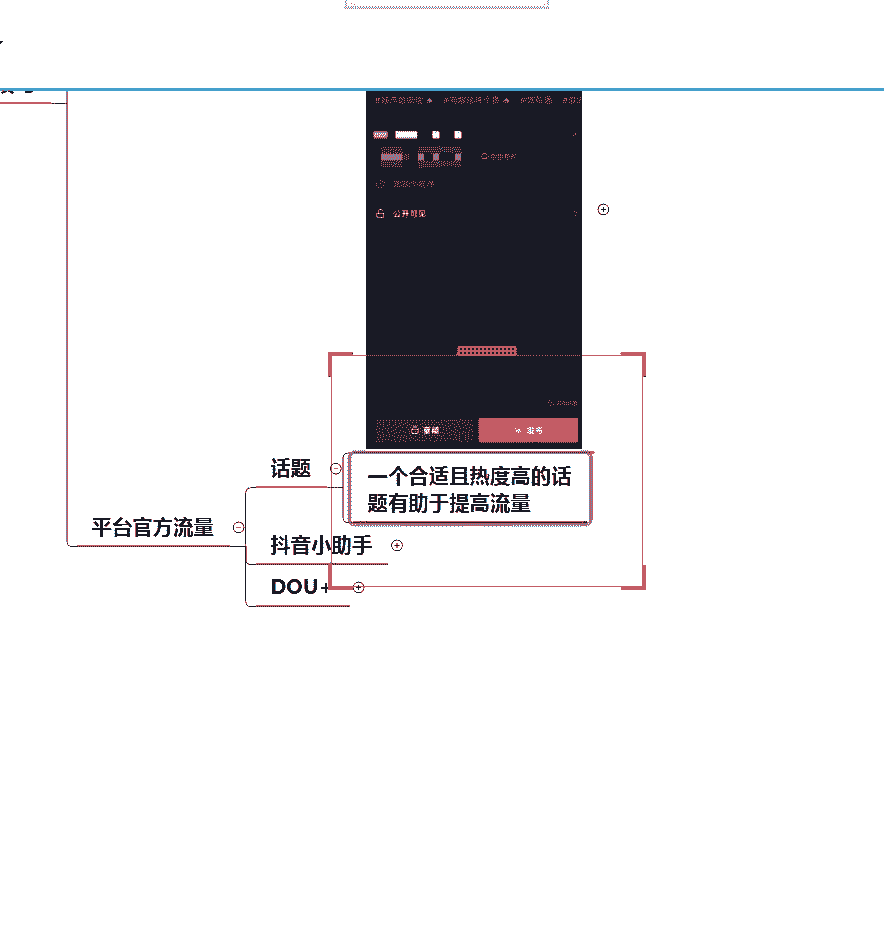 公开可见
草稿
发布
话题
一个合适且热度高的话
题有助于提高流量
平台官方流量
抖音小助手
DOU+